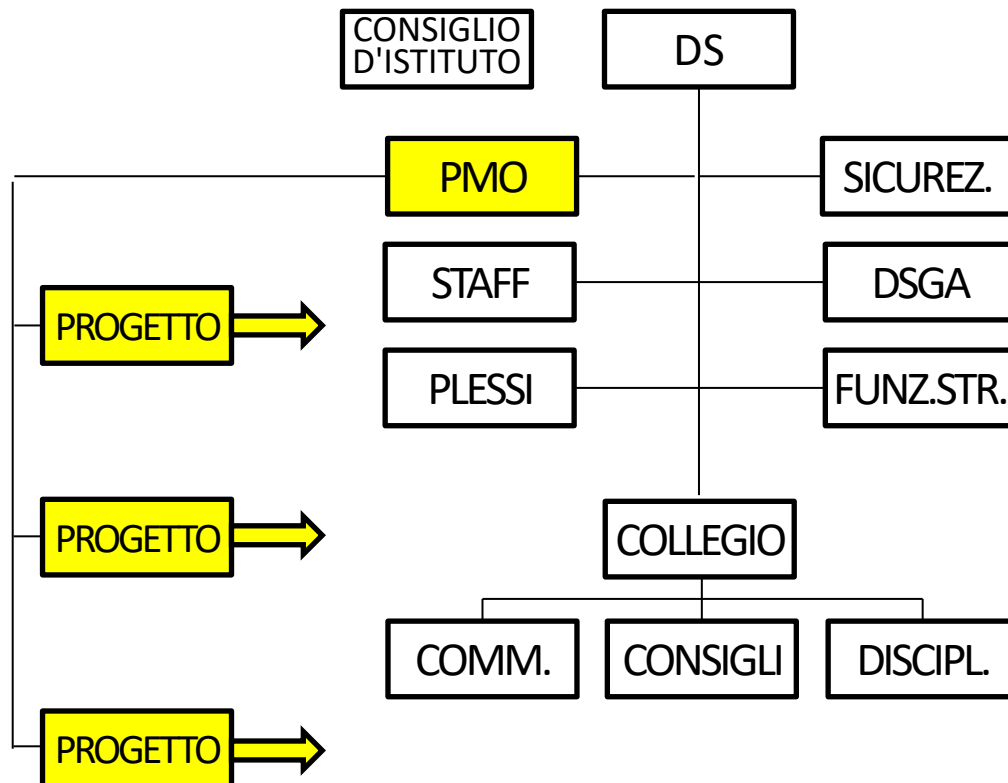 CONSIGLIO
D'ISTITUTO
DS
PMO
SICUREZ.
STAFF
DSGA
PROGETTO
PLESSI
FUNZ.STR.
PROGETTO
COLLEGIO
COMM.
CONSIGLI
DISCIPL.
PROGETTO